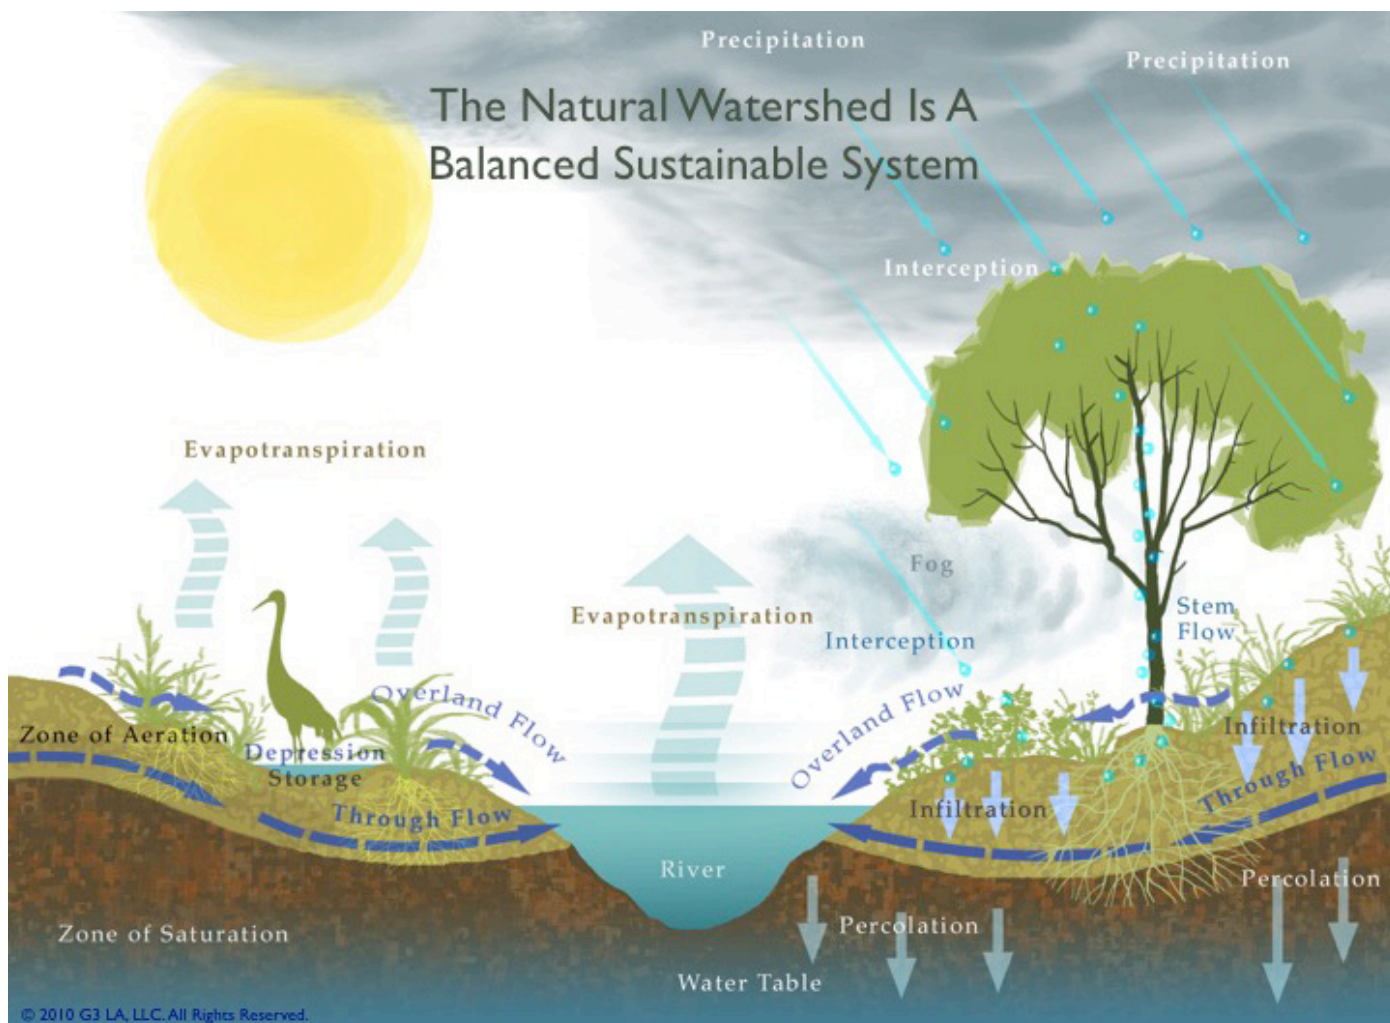 Precipitation
Precipitation
The Natural Watershed Is A
Balanced Sustainable System
Interception
Evapotranspiration
Fog
Evapotranspiration
Stem
Flow
Interception
Overland Flow
Overland Flow
Zone of Aeration
Infiltration
Depression
Storage
Through Flow
Through Flow
Infiltration
River
Percolation
Percolation
Zone of Saturation
Water Table
© 2010 G3 LA, LLC. All Rights Reserved.